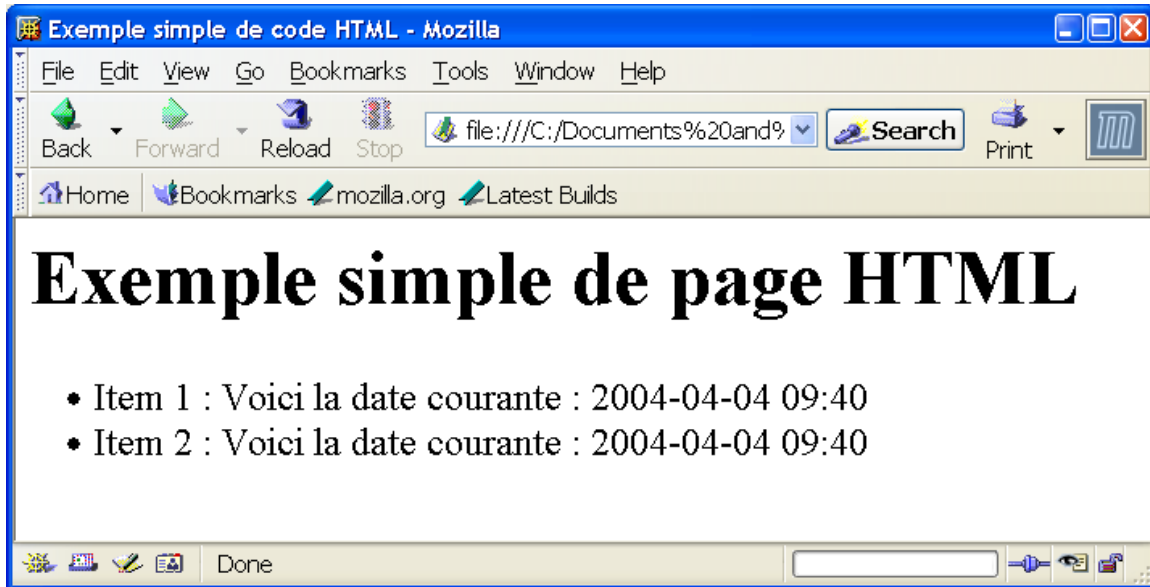 Exemple simple de code HTML - Mozilla
File Edit View Go Bookmarks Tools Window Help
Back Forward Reload Stop file:///C:/Documents%20and% Search Print
Home Bookmarks mozilla.org Latest Builds
Exemple simple de page HTML
• Item 1 : Voici la date courante : 2004-04-04 09:40
• Item 2 : Voici la date courante : 2004-04-04 09:40
Done